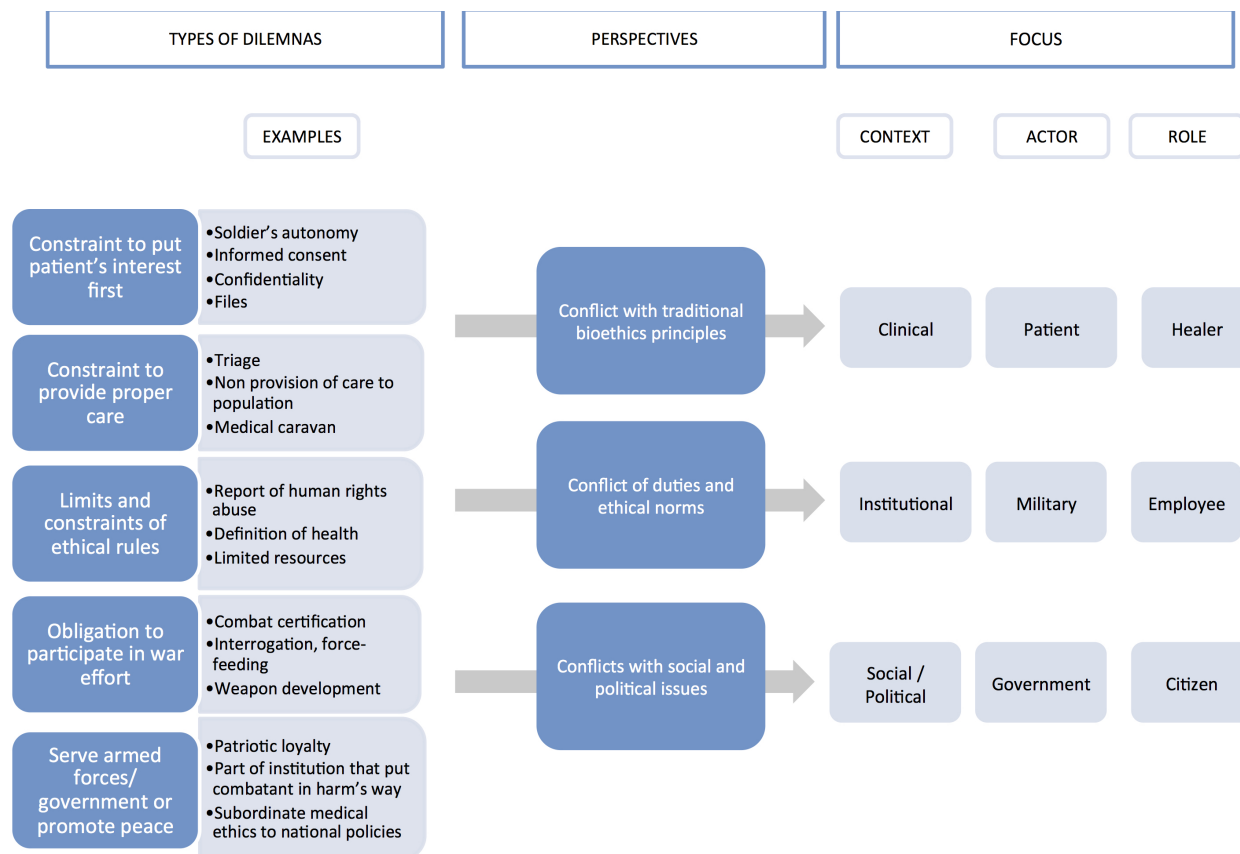 TYPES OF DILEMNAS
PERSPECTIVES
FOCUS
EXAMPLES
CONTEXT
ACTOR
ROLE
Constraint to put
patient's interest
first
•Soldier's autonomy
•Informed consent
•Confidentiality
•Files
Constraint to
provide proper
care
•Triage
•Non provision of care to
population
•Medical caravan
Limits and
constraints of
ethical rules
•Report of human rights
abuse
•Definition of health
•Limited resources
Obligation to
participate in war
effort
•Combat certification
•Interrogation, force-
feeding
•Weapon development
Serve armed
forces/
government or
promote peace
•Patriotic loyalty
•Part of institution that put
combatant in harm's way
•Subordinate medical
ethics to national policies
Conflict with traditional
bioethics principles
Clinical
Patient
Healer
Conflict of duties and
ethical norms
Institutional
Military
Employee
Conflicts with social and
political issues
Social /
Political
Government
Citizen